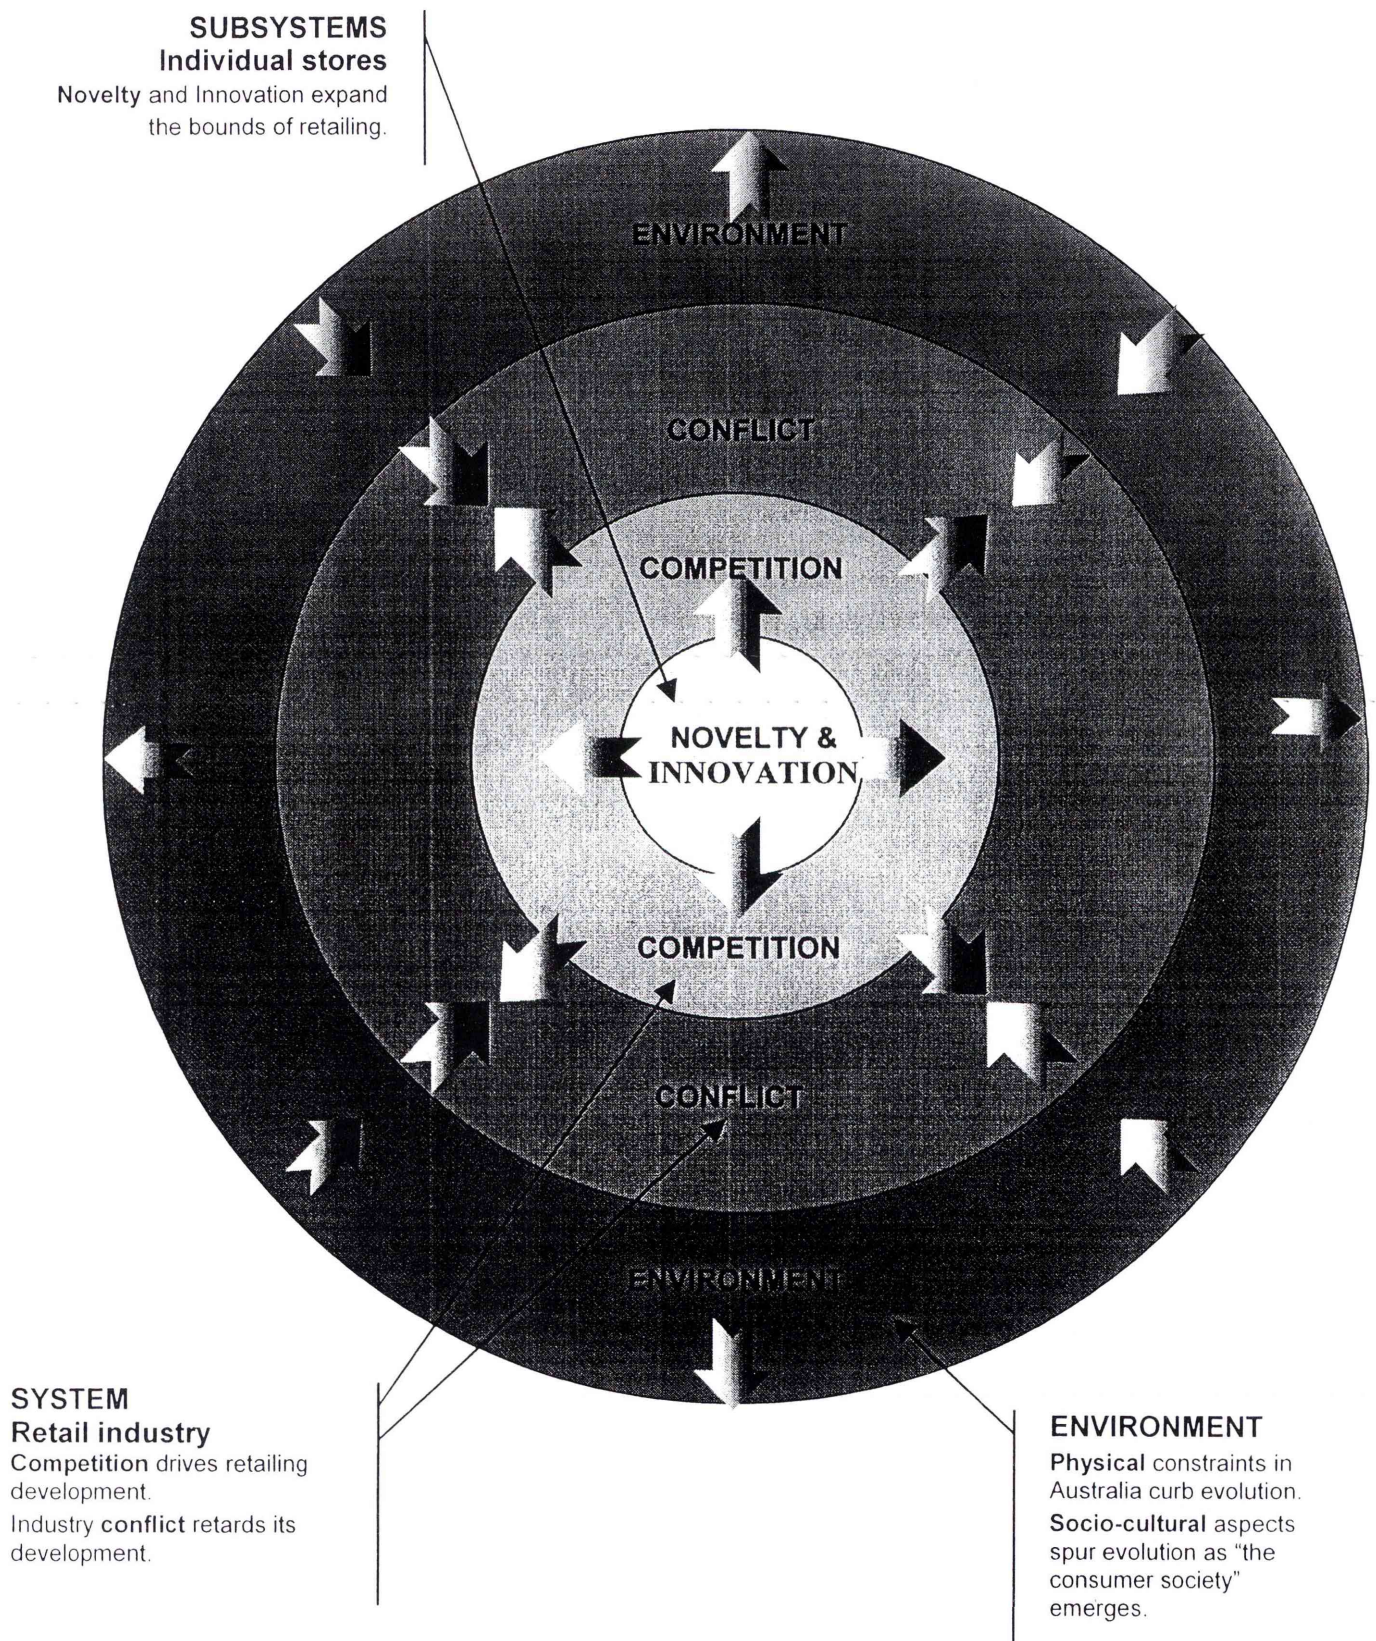 SUBSYSTEMS
Individual stores
Novelty and Innovation expand
the bounds of retailing.
ENVIRONMENT
CONFLICT
COMPETITION
NOVELTY &
INNOVATION
COMPETITION
CONFLICT
ENVIRONMENT
SYSTEM
Retail industry
Competition drives retailing
development.
Industry conflict retards its
development.
ENVIRONMENT
Physical constraints in
Australia curb evolution.
Socio-cultural aspects
spur evolution as “the
consumer society”
emerges.